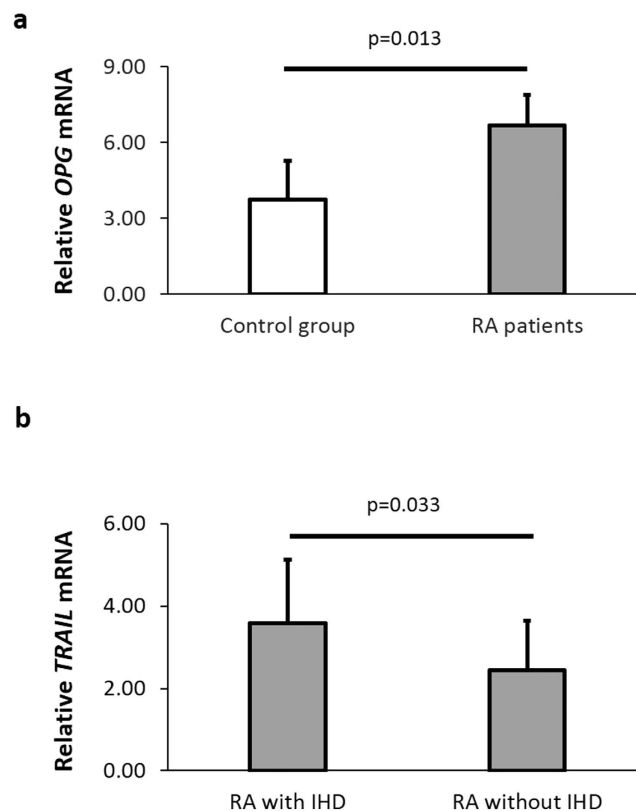 a
p=0.013
Relative OPG mRNA
9.00
6.00
3.00
0.00
Control group
RA patients
b
p=0.033
Relative TRAIL mRNA
6.00
4.00
2.00
0.00
RA with IHD
RA without IHD